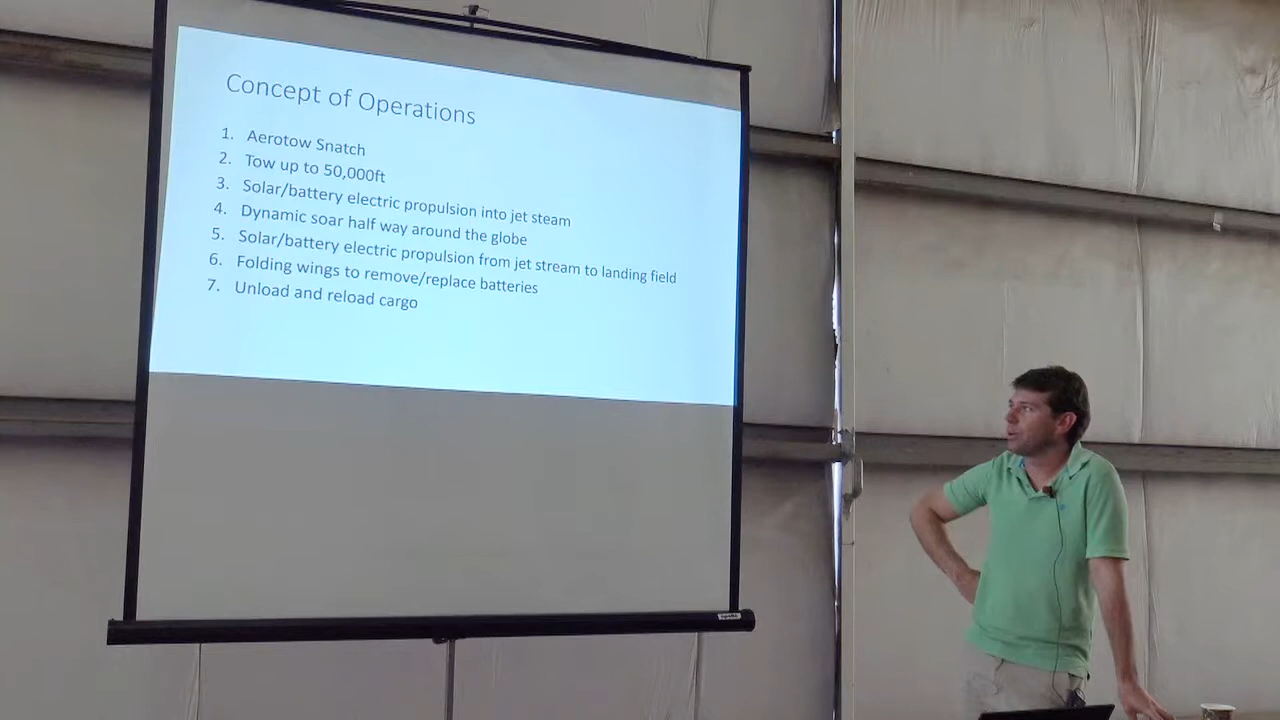 Concept of Operations
1. Aerotow Snatch
2. Tow up to 50,000ft
3. Solar/battery electric propulsion into jet steam
4. Dynamic soar half way around the globe
5. Solar/battery electric propulsion from jet stream to landing field
6. Folding wings to remove/replace batteries
7. Unload and reload cargo